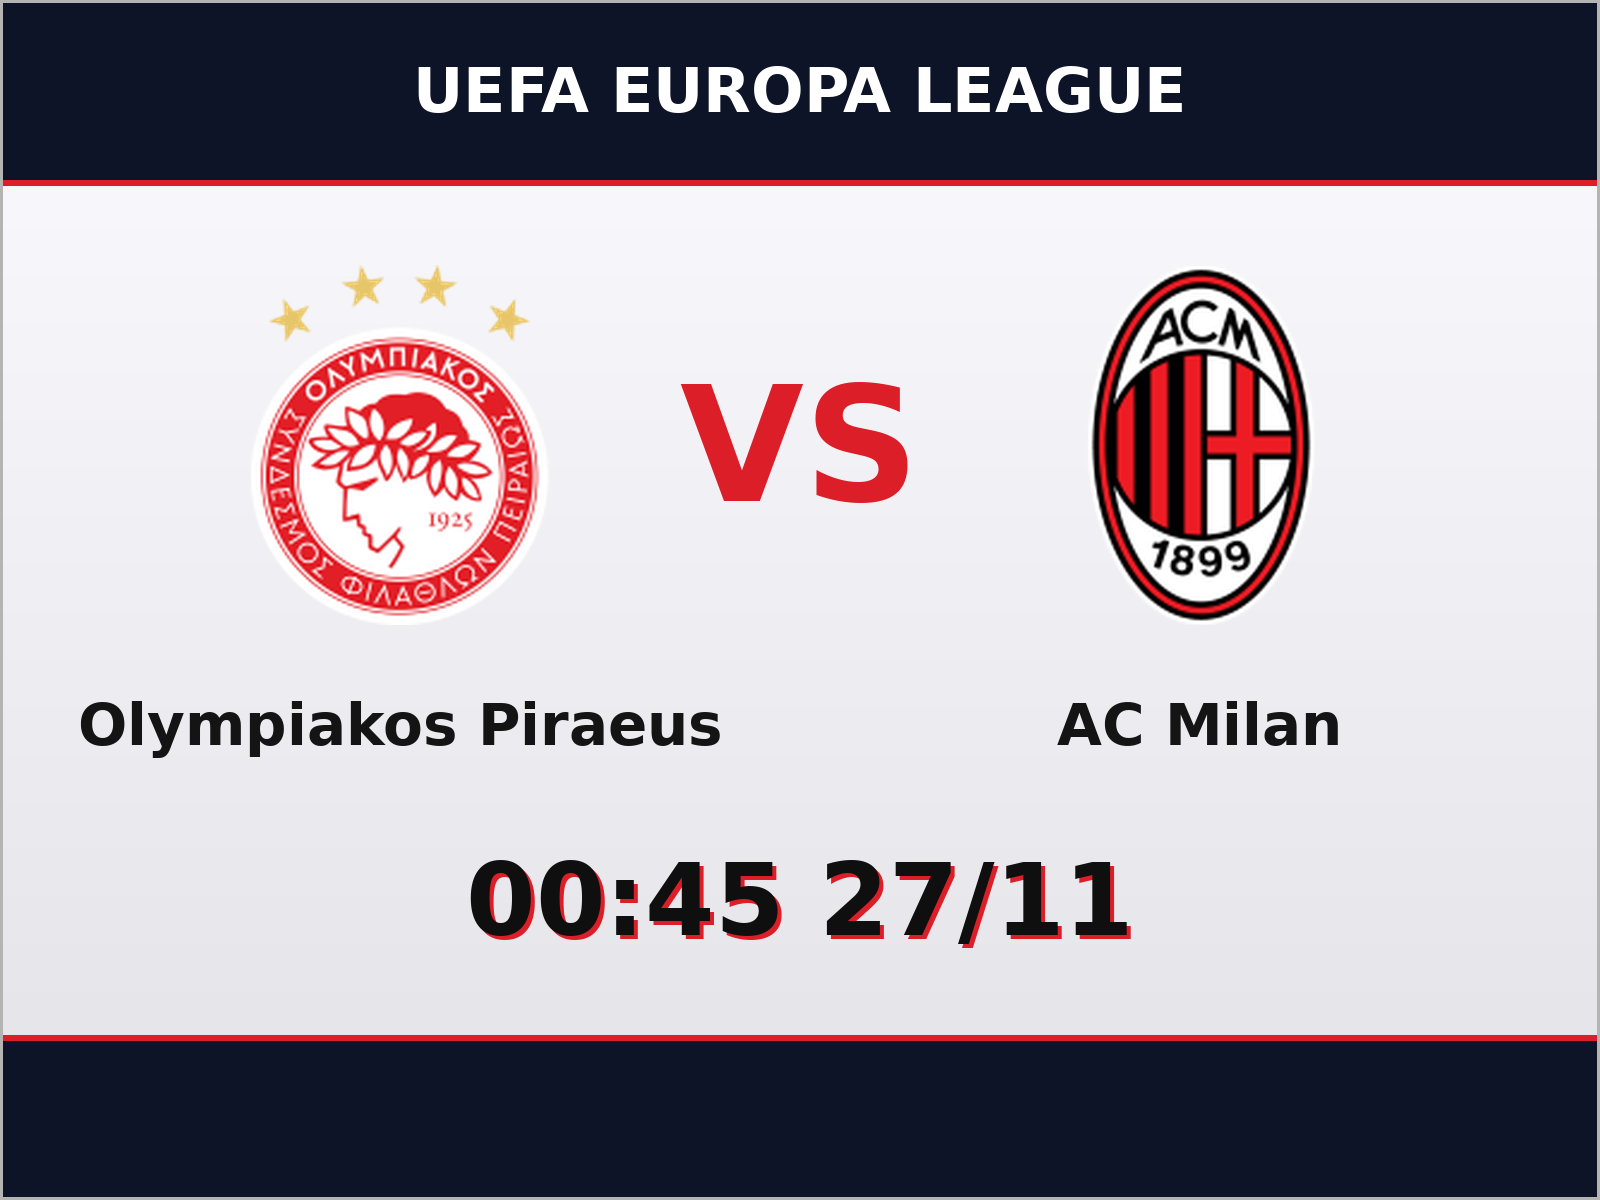 UEFA EUROPA LEAGUE
ΟΛΥΜΠΙΑΚΟΣ
ΣΥΝΔΕΣΜΟΣ ΦΙΛΑΘΛΩΝ ΠΕΙΡΑΙΩΣ
1925
VS
ACM
1899
Olympiakos Piraeus
AC Milan
00:45 27/11